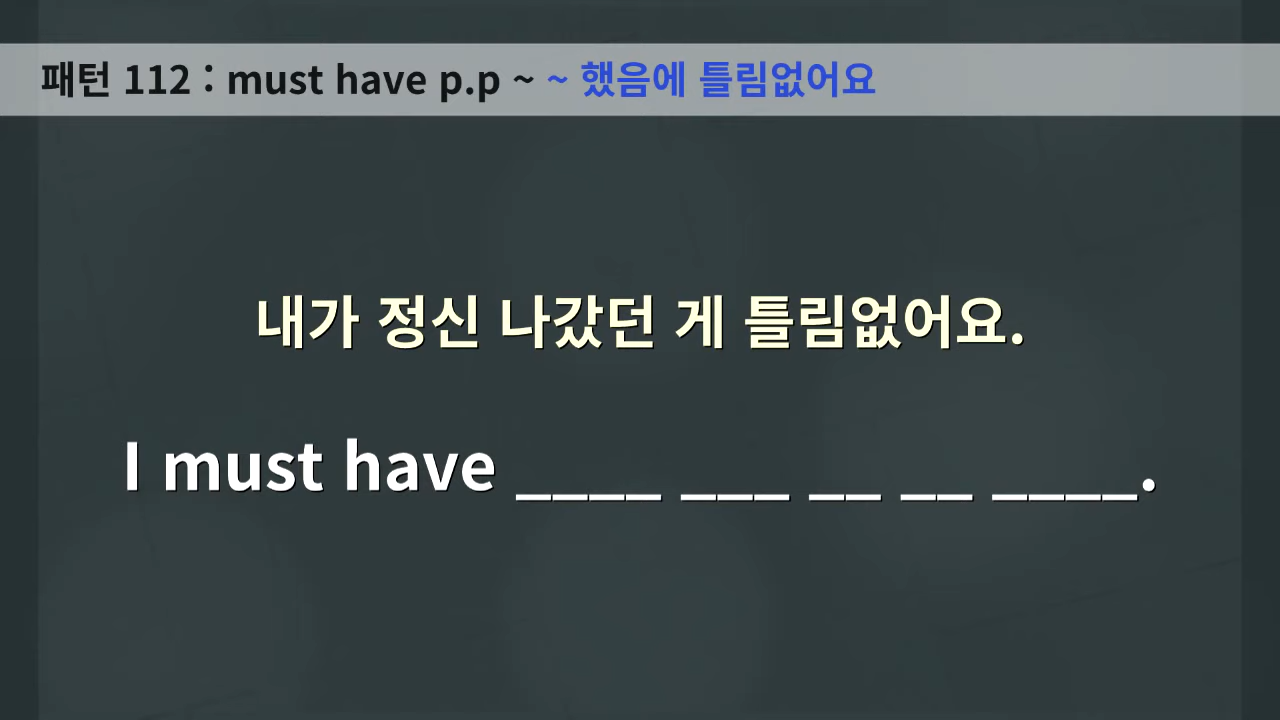 패턴 112 : must have p.p ~ ~ 했음에 틀림없어요
내가 정신 나갔던 게 틀림없어요.
I must have ____ ___ __ __ ____.